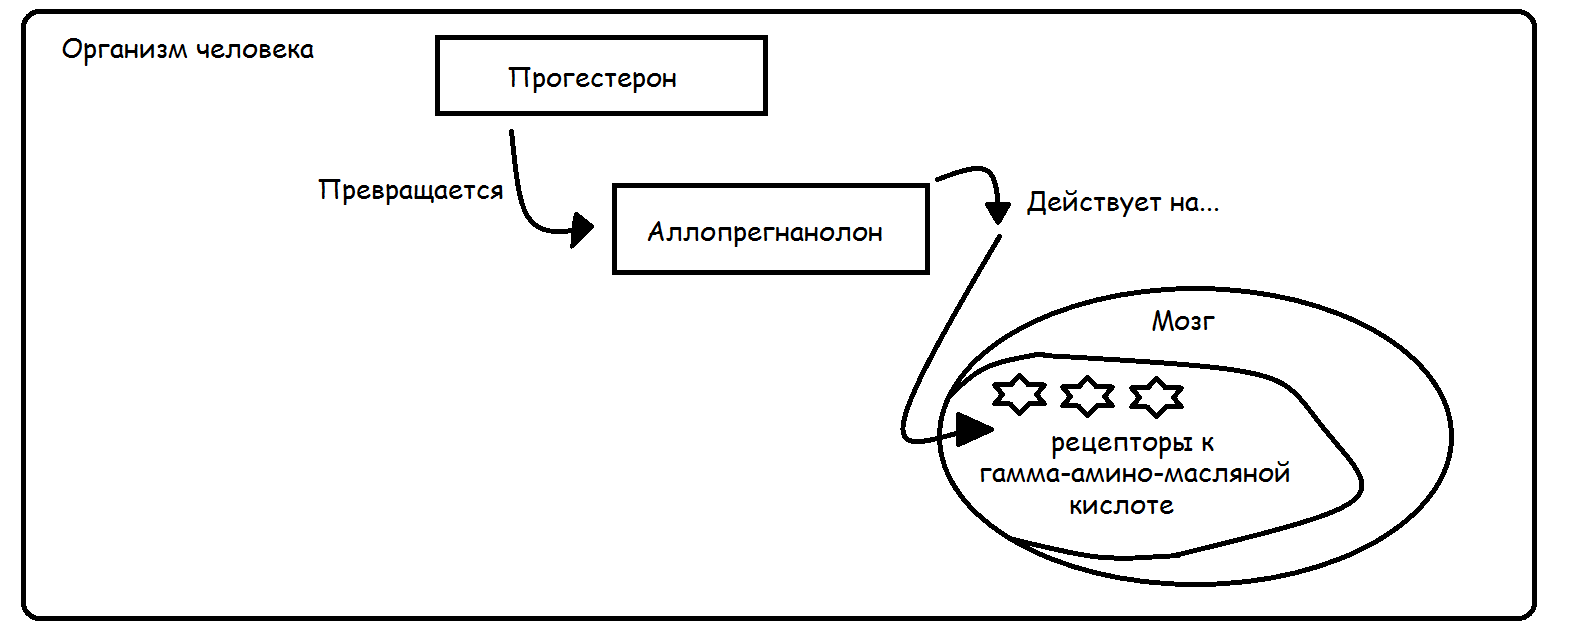 Организм человека
Прогестерон
Превращается
Аллопрегнанолон
Действует на...
Мозг
рецепторы к
гамма-амино-масляной
кислоте